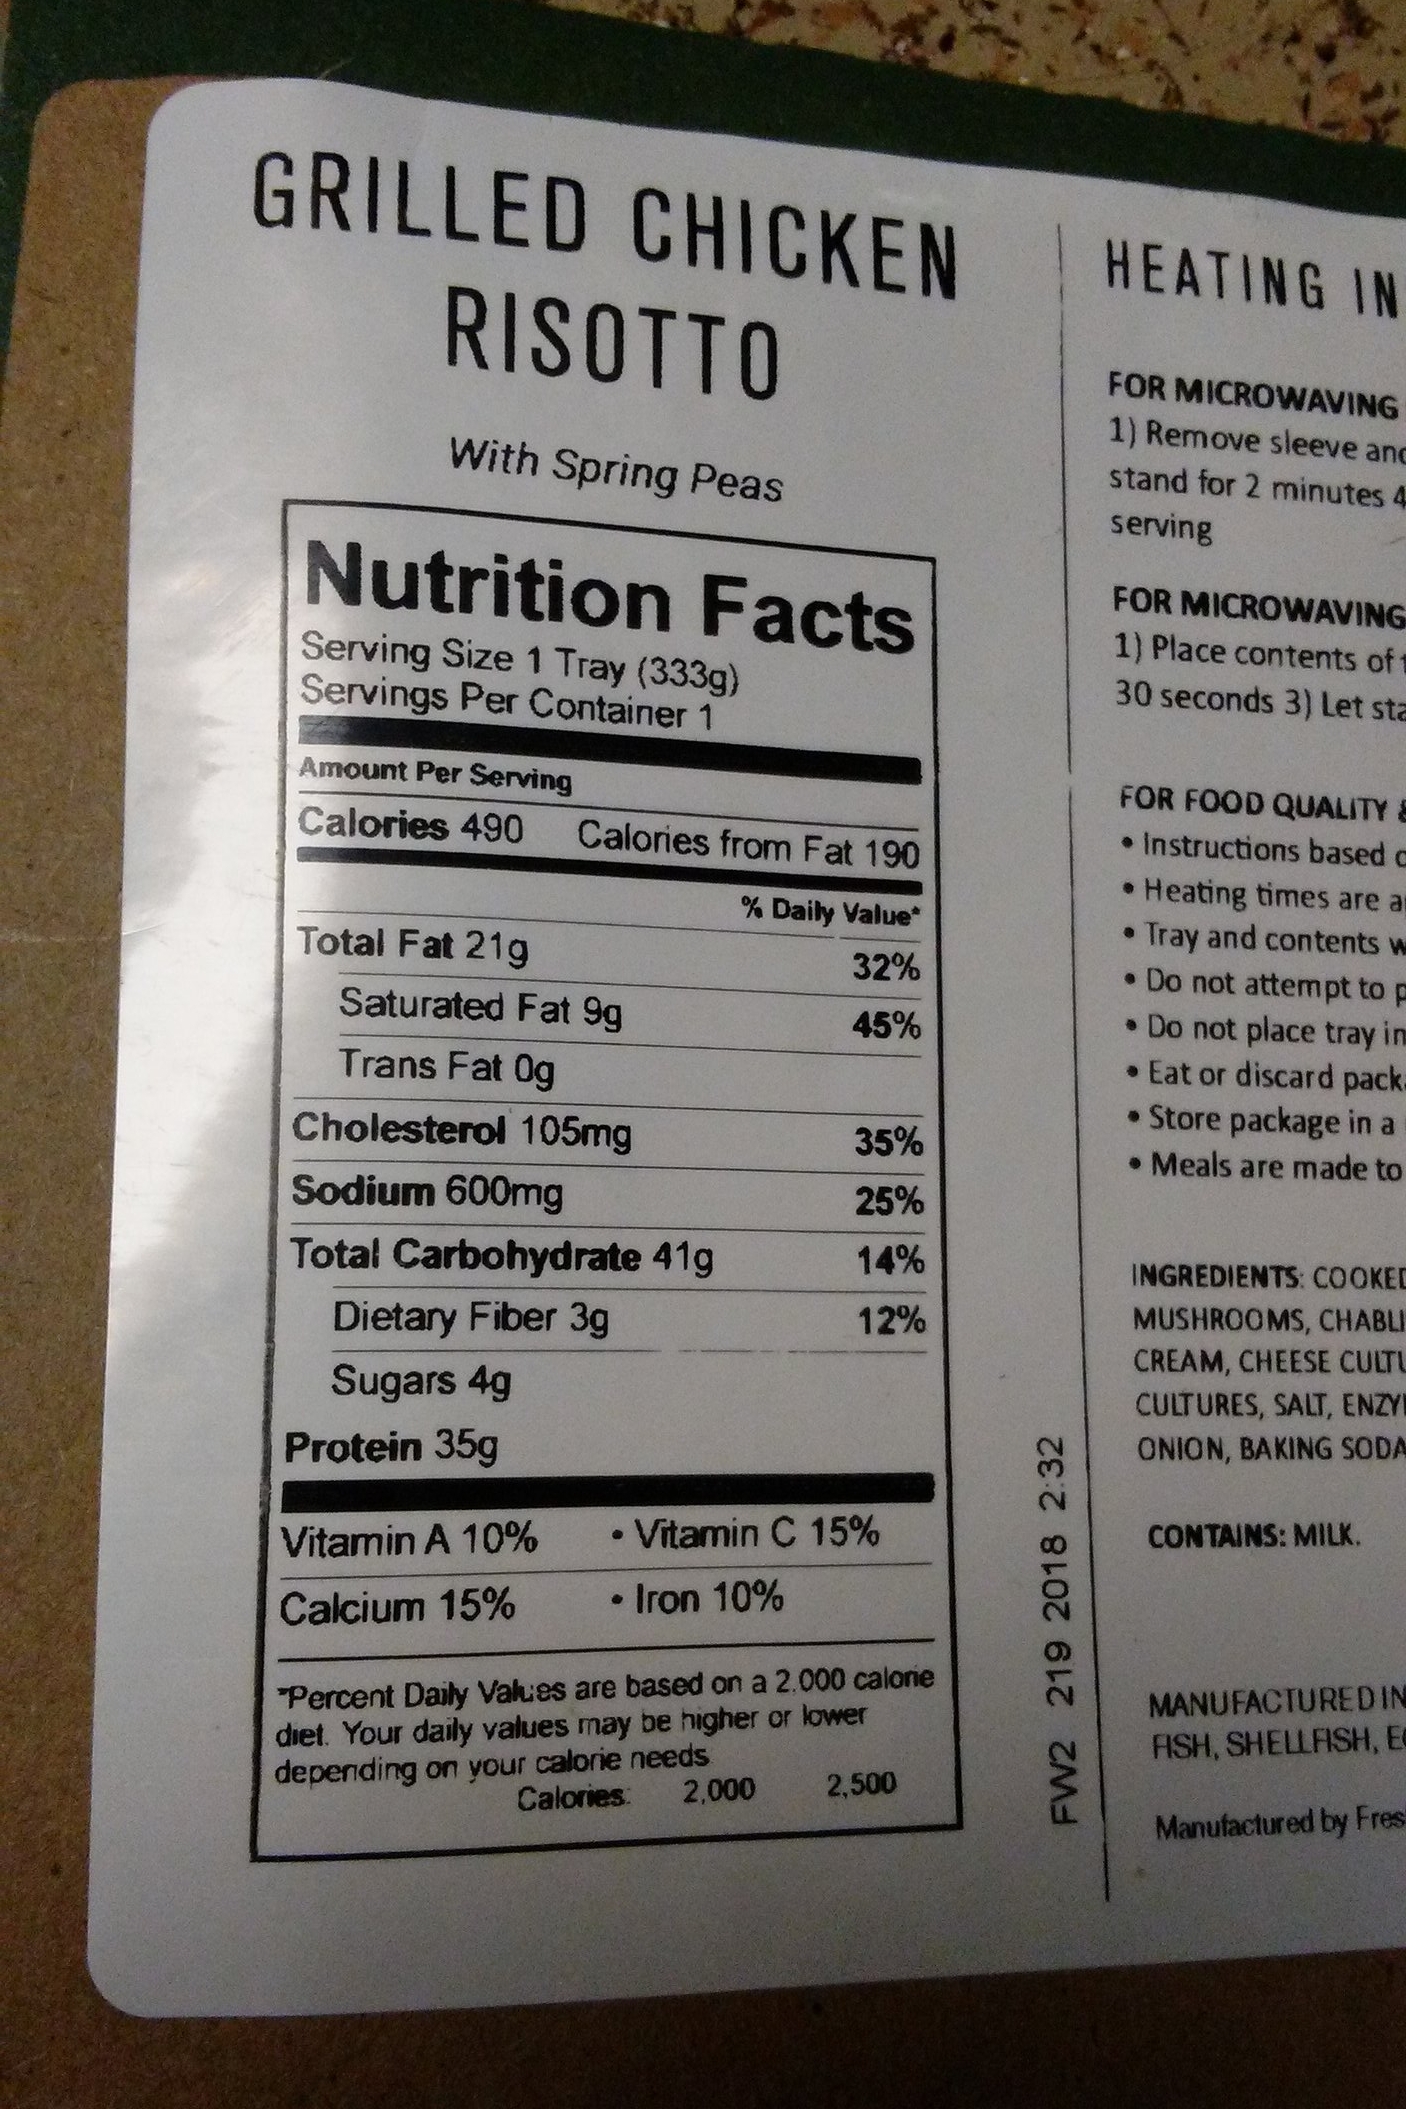 GRILLED CHICKEN
RISOTTO
With Spring Peas
Nutrition Facts
Serving Size 1 Tray (333g)
Servings Per Container 1
Amount Per Serving
Calories 490 Calories from Fat 190
% Daily Value*
Total Fat 21g 32%
Saturated Fat 9g 45%
Trans Fat 0g
Cholesterol 105mg 35%
Sodium 600mg 25%
Total Carbohydrate 41g 14%
Dietary Fiber 3g 12%
Sugars 4g
Protein 35g
Vitamin A 10% • Vitamin C 15%
Calcium 15% • Iron 10%
*Percent Daily Values are based on a 2,000 calorie
diet. Your daily values may be higher or lower
depending on your calorie needs
Calories: 2,000 2,500
FW2 219 2018 2:32
HEATING IN
FOR MICROWAVING
1) Remove sleeve and
stand for 2 minutes 4
serving
FOR MICROWAVING
1) Place contents of
30 seconds 3) Let sta
FOR FOOD QUALITY &
• Instructions based o
• Heating times are a
• Tray and contents w
• Do not attempt to p
• Do not place tray in
• Eat or discard pack
• Store package in a
• Meals are made to
INGREDIENTS: COOKED
MUSHROOMS, CHABLI
CREAM, CHEESE CULTU
CULTURES, SALT, ENZY
ONION, BAKING SODA
CONTAINS: MILK.
MANUFACTURED IN
FISH, SHELLFISH,
Manufactured by Fres